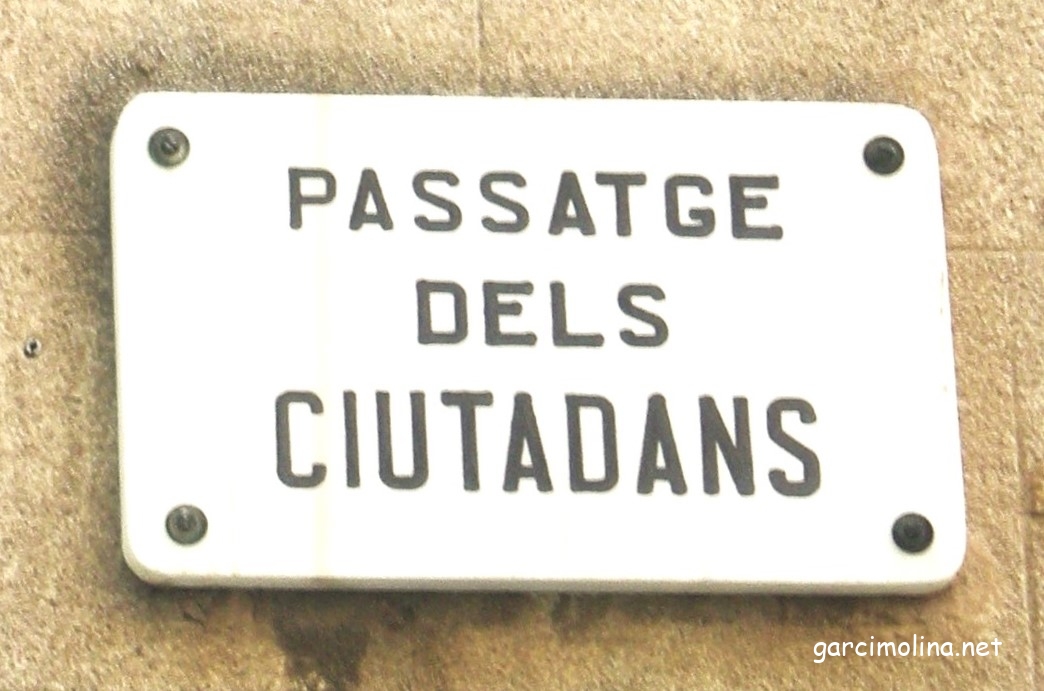 PASSATGE
DELS
CIUTADANS
garcimolina.net